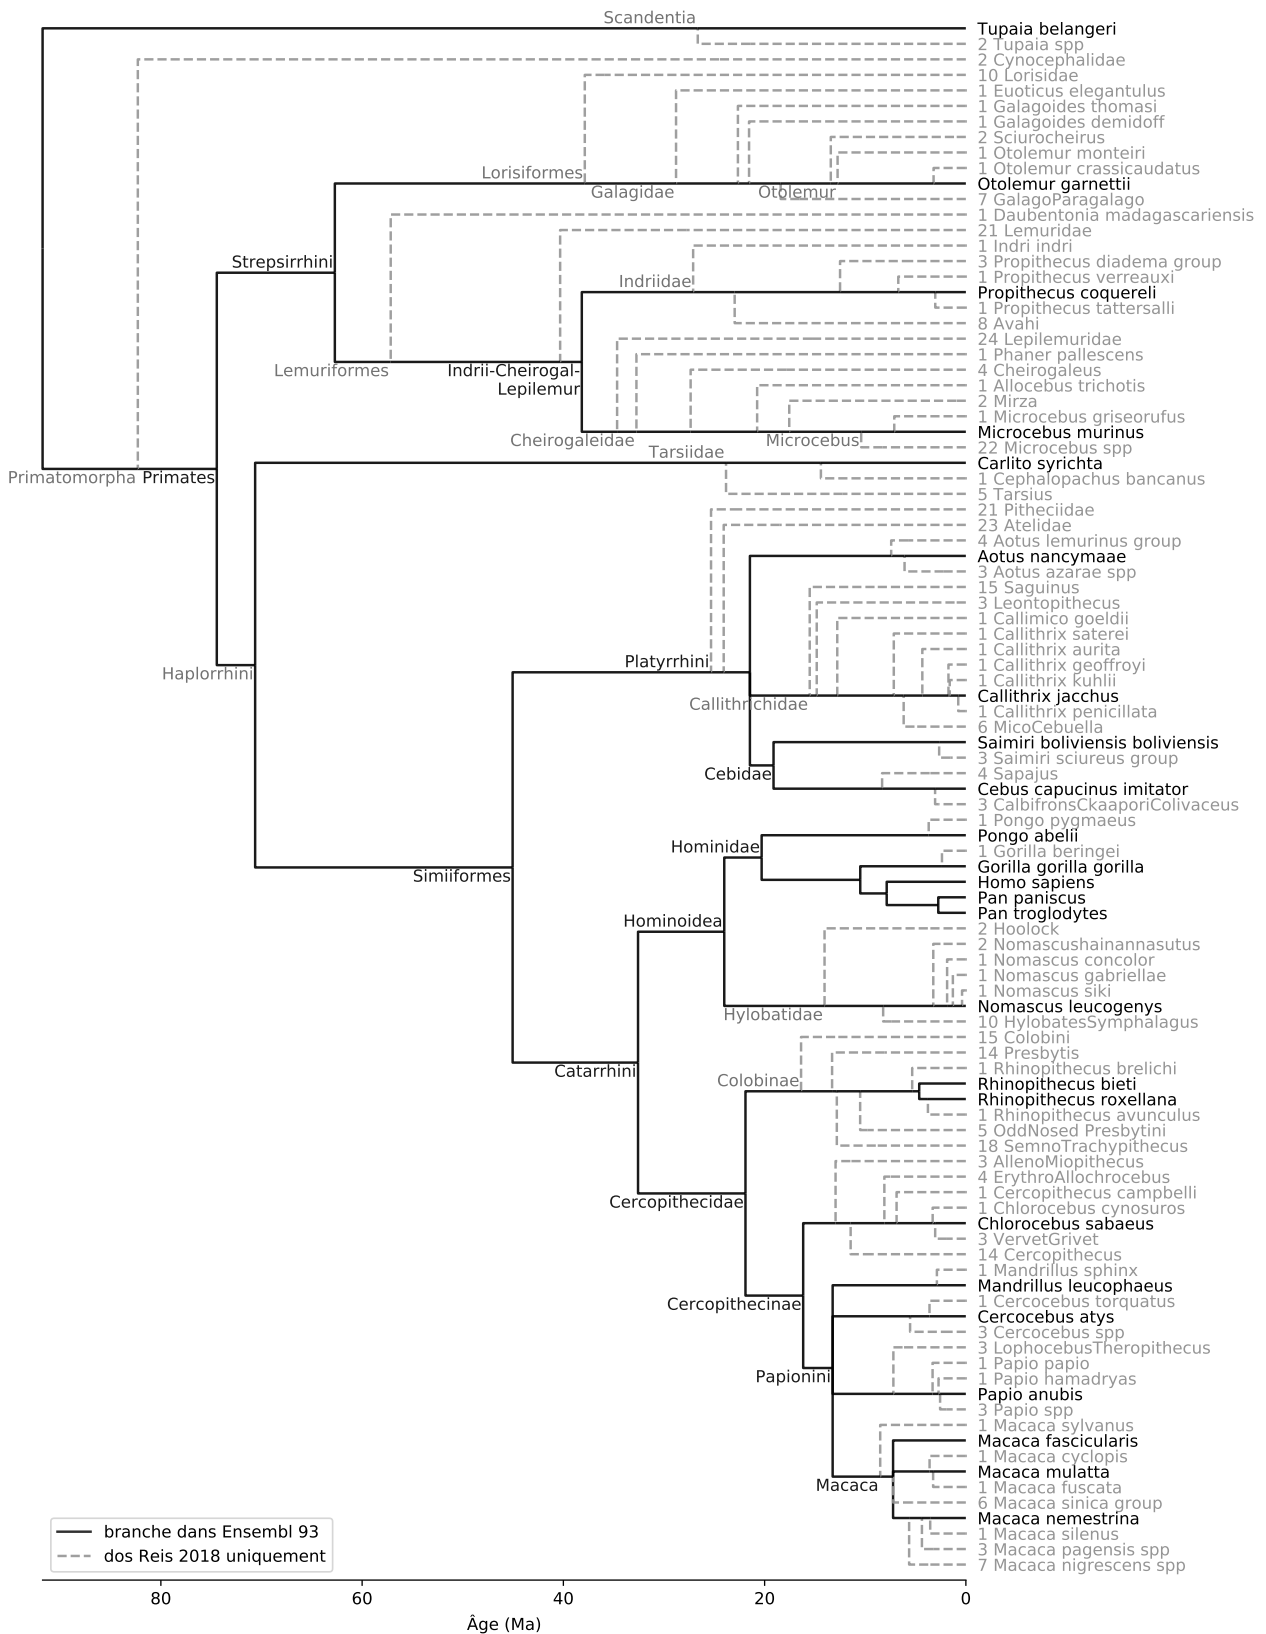 Scandentia
Tupaia belangeri
2 Tupaia spp
2 Cynocephalidae
10 Lorisidae
1 Euoticus elegantulus
1 Galagoides thomasi
1 Galagoides demidoff
2 Sciurocheirus
1 Otolemur monteiri
1 Otolemur crassicaudatus
Lorisiformes
Otolemur garnettii
Galagidae
Otolemur
7 GalagoParagalago
1 Daubentonia madagascariensis
21 Lemuridae
1 Indri indri
Strepsirrhini
3 Propithecus diadema group
1 Propithecus verreauxi
Indriidae
Propithecus coquereli
1 Propithecus tattersalli
8 Avahi
24 Lepilemuridae
1 Phaner pallescens
Lemuriformes
Indrii-Cheirogal-
Lepilemur
4 Cheirogaleus
1 Allocebus trichotis
2 Mirza
1 Microcebus griseorufus
Microcebus murinus
Cheirogaleidae
Microcebus
22 Microcebus spp
Tarsiidae
Carlito syrichta
Primatomorpha
Primates
1 Cephalopachus bancanus
5 Tarsius
21 Pitheciidae
23 Atelidae
4 Aotus lemurinus group
Aotus nancymaae
3 Aotus azarae spp
15 Saguinus
3 Leontopithecus
1 Callimico goeldii
1 Callithrix saterei
1 Callithrix aurita
Platyrrhini
1 Callithrix geoffroyi
Haplorrhini
1 Callithrix kuhlii
Callithrix jacchus
Callithrichidae
1 Callithrix penicillata
6 MicoCebuella
Saimiri boliviensis boliviensis
3 Saimiri sciureus group
Cebidae
4 Sapajus
Cebus capucinus imitator
3 CalbifronsCkaaporiColivaceus
1 Pongo pygmaeus
Pongo abelii
Hominidae
1 Gorilla beringei
Gorilla gorilla gorilla
Simiiformes
Homo sapiens
Pan paniscus
Pan troglodytes
Hominoidea
2 Hoolock
2 Nomascushainannasutus
1 Nomascus concolor
1 Nomascus gabriellae
1 Nomascus siki
Nomascus leucogenys
Hylobatidae
10 HylobatesSymphalagus
15 Colobini
14 Presbytis
Catarrhini
1 Rhinopithecus brelichi
Colobinae
Rhinopithecus bieti
Rhinopithecus roxellana
1 Rhinopithecus avunculus
5 OddNosed Presbytini
18 SemnoTrachypithecus
3 AllenoMiopithecus
4 ErythroAllochrocebus
1 Cercopithecus campbelli
Cercopithecidae
1 Chlorocebus cynosuros
Chlorocebus sabaeus
3 VervetGrivet
14 Cercopithecus
1 Mandrillus sphinx
Mandrillus leucophaeus
1 Cercocebus torquatus
Cercopithecinae
Cercocebus atys
3 Cercocebus spp
3 LophocebusTheropithecus
1 Papio papio
Papionini
1 Papio hamadryas
Papio anubis
3 Papio spp
1 Macaca sylvanus
Macaca fascicularis
1 Macaca cyclopis
Macaca mulatta
Macaca
1 Macaca fuscata
6 Macaca sinica group
Macaca nemestrina
1 Macaca silenus
3 Macaca pagensis spp
7 Macaca nigrescens spp
branche dans Ensembl 93
dos Reis 2018 uniquement
80 60 40 20 0
Âge (Ma)